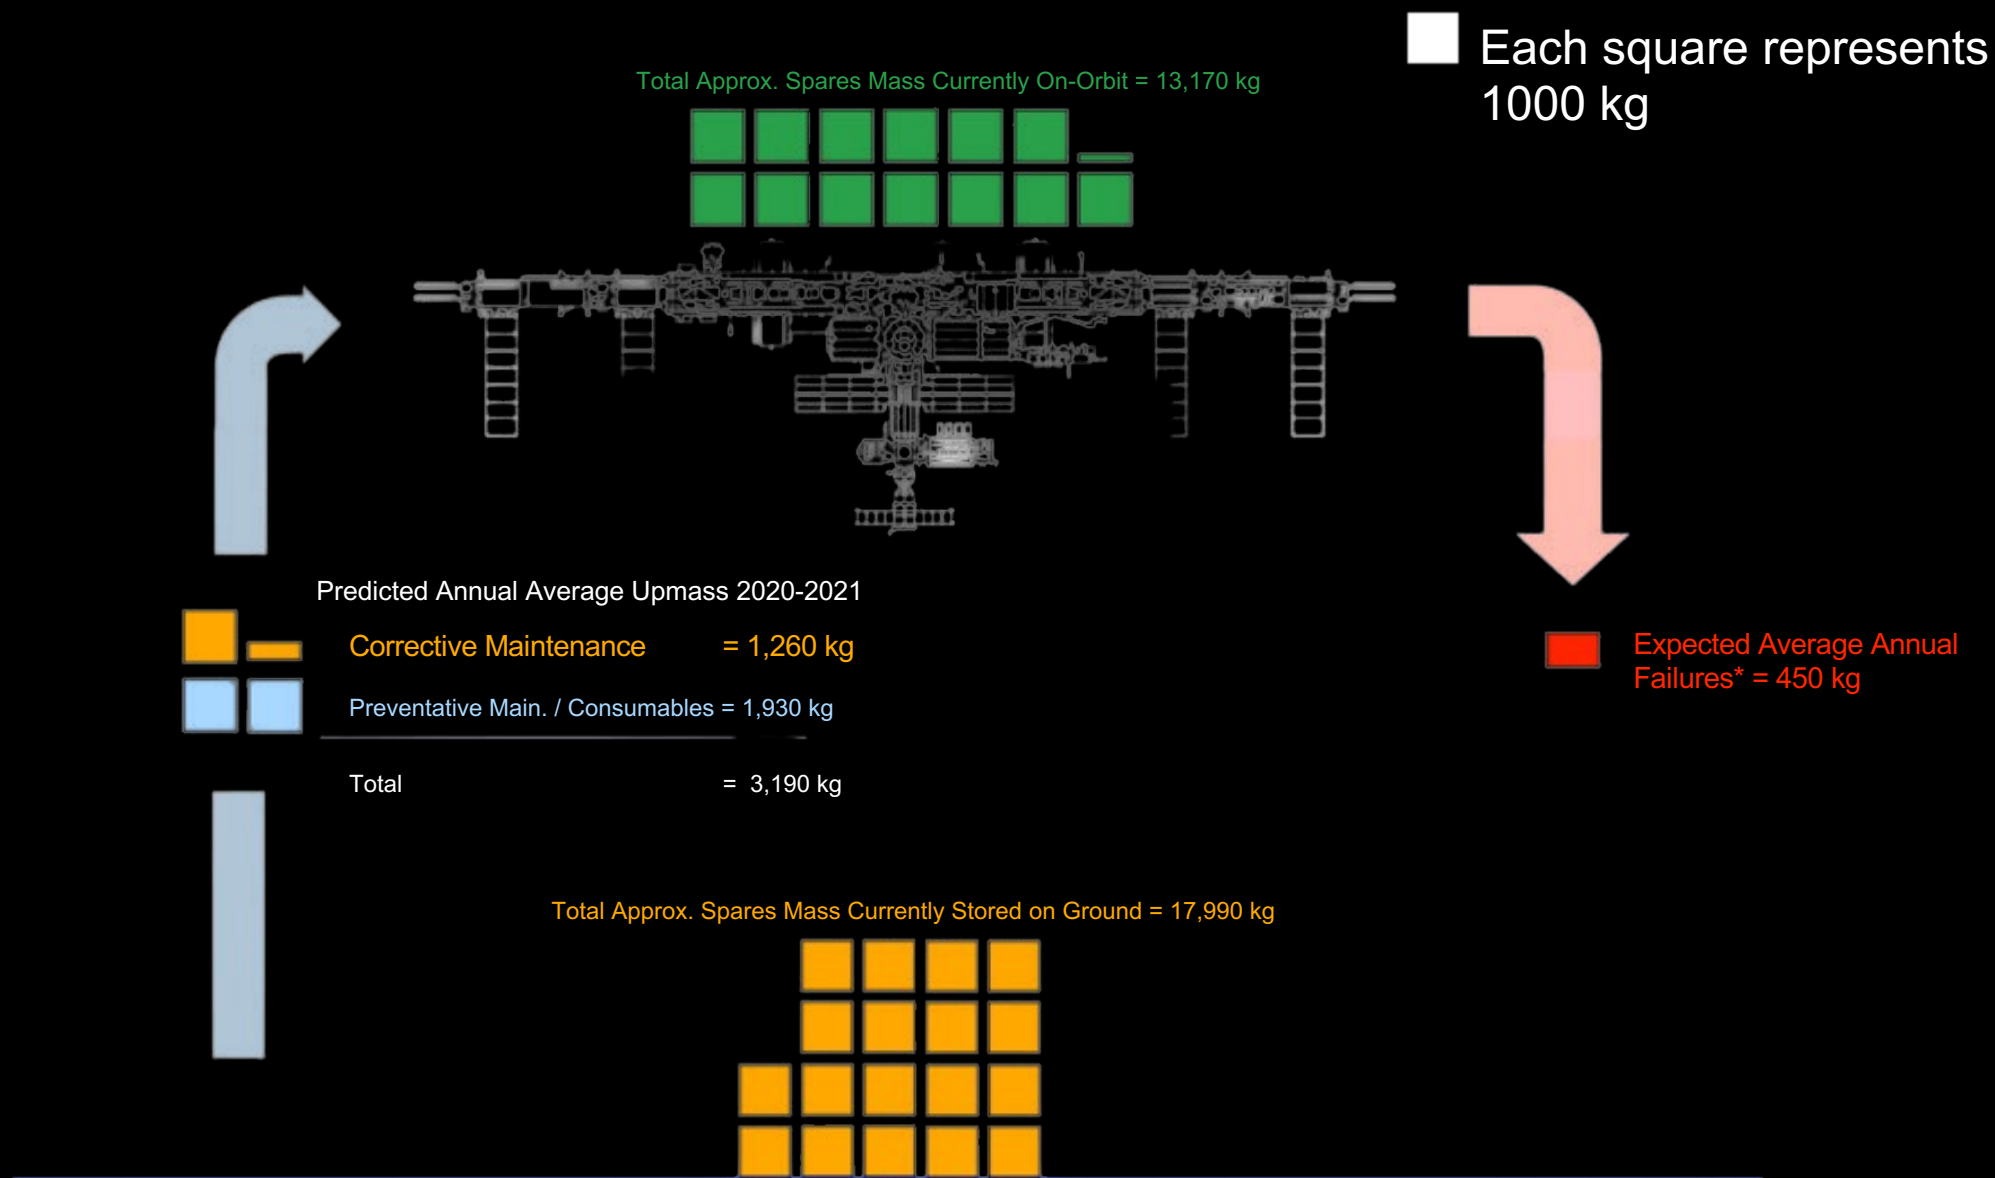 Each square represents
1000 kg
Total Approx. Spares Mass Currently On-Orbit = 13,170 kg
Predicted Annual Average Upmass 2020-2021
Corrective Maintenance = 1,260 kg
Preventative Main. / Consumables = 1,930 kg
Total = 3,190 kg
Expected Average Annual
Failures* = 450 kg
Total Approx. Spares Mass Currently Stored on Ground = 17,990 kg